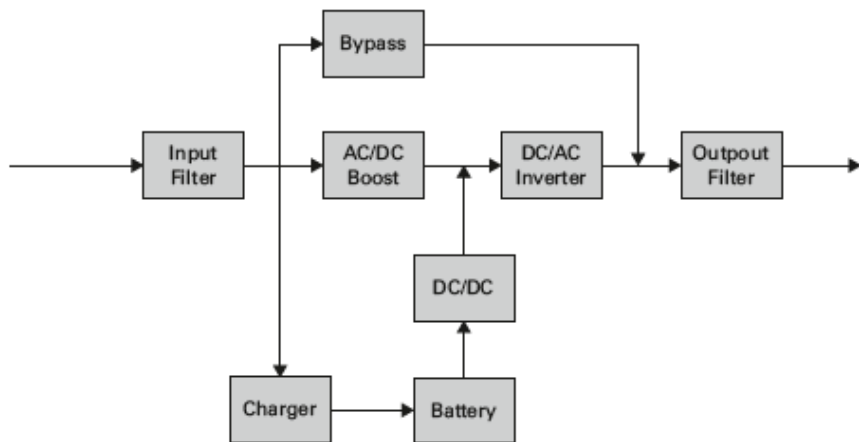 Bypass
Input
Filter
AC/DC
Boost
DC/AC
Inverter
Outpout
Filter
DC/DC
Charger
Battery